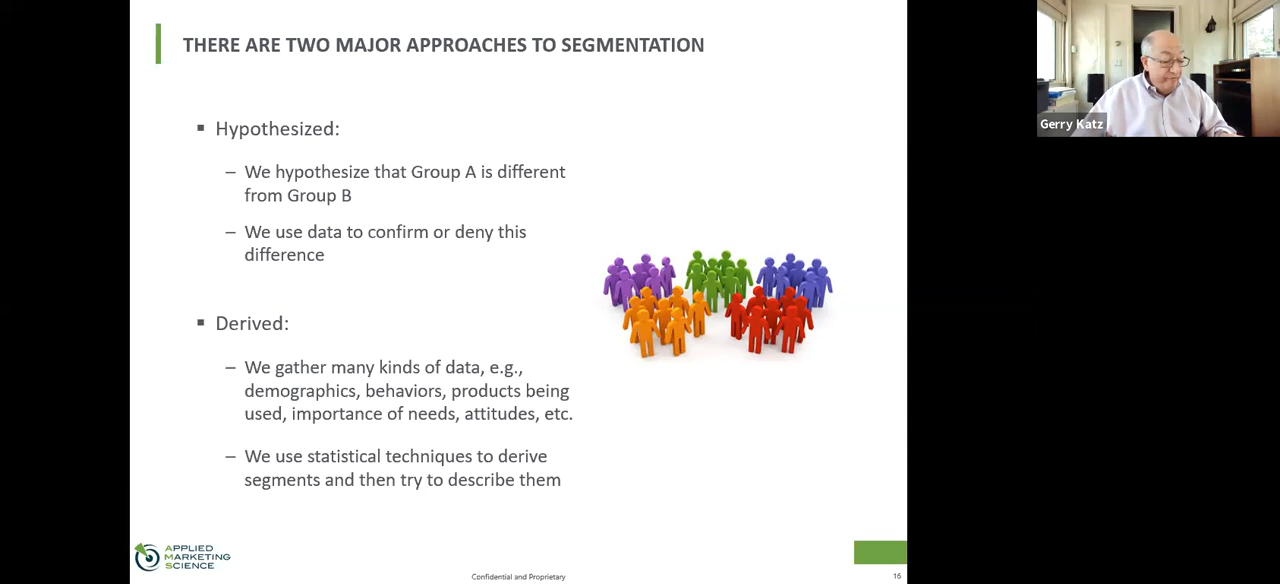 THERE ARE TWO MAJOR APPROACHES TO SEGMENTATION
Gerry Katz
▪ Hypothesized:
– We hypothesize that Group A is different
from Group B
– We use data to confirm or deny this
difference
▪ Derived:
– We gather many kinds of data, e.g.,
demographics, behaviors, products being
used, importance of needs, attitudes, etc.
– We use statistical techniques to derive
segments and then try to describe them
APPLIED
MARKETING
SCIENCE
Confidential and Proprietary
16